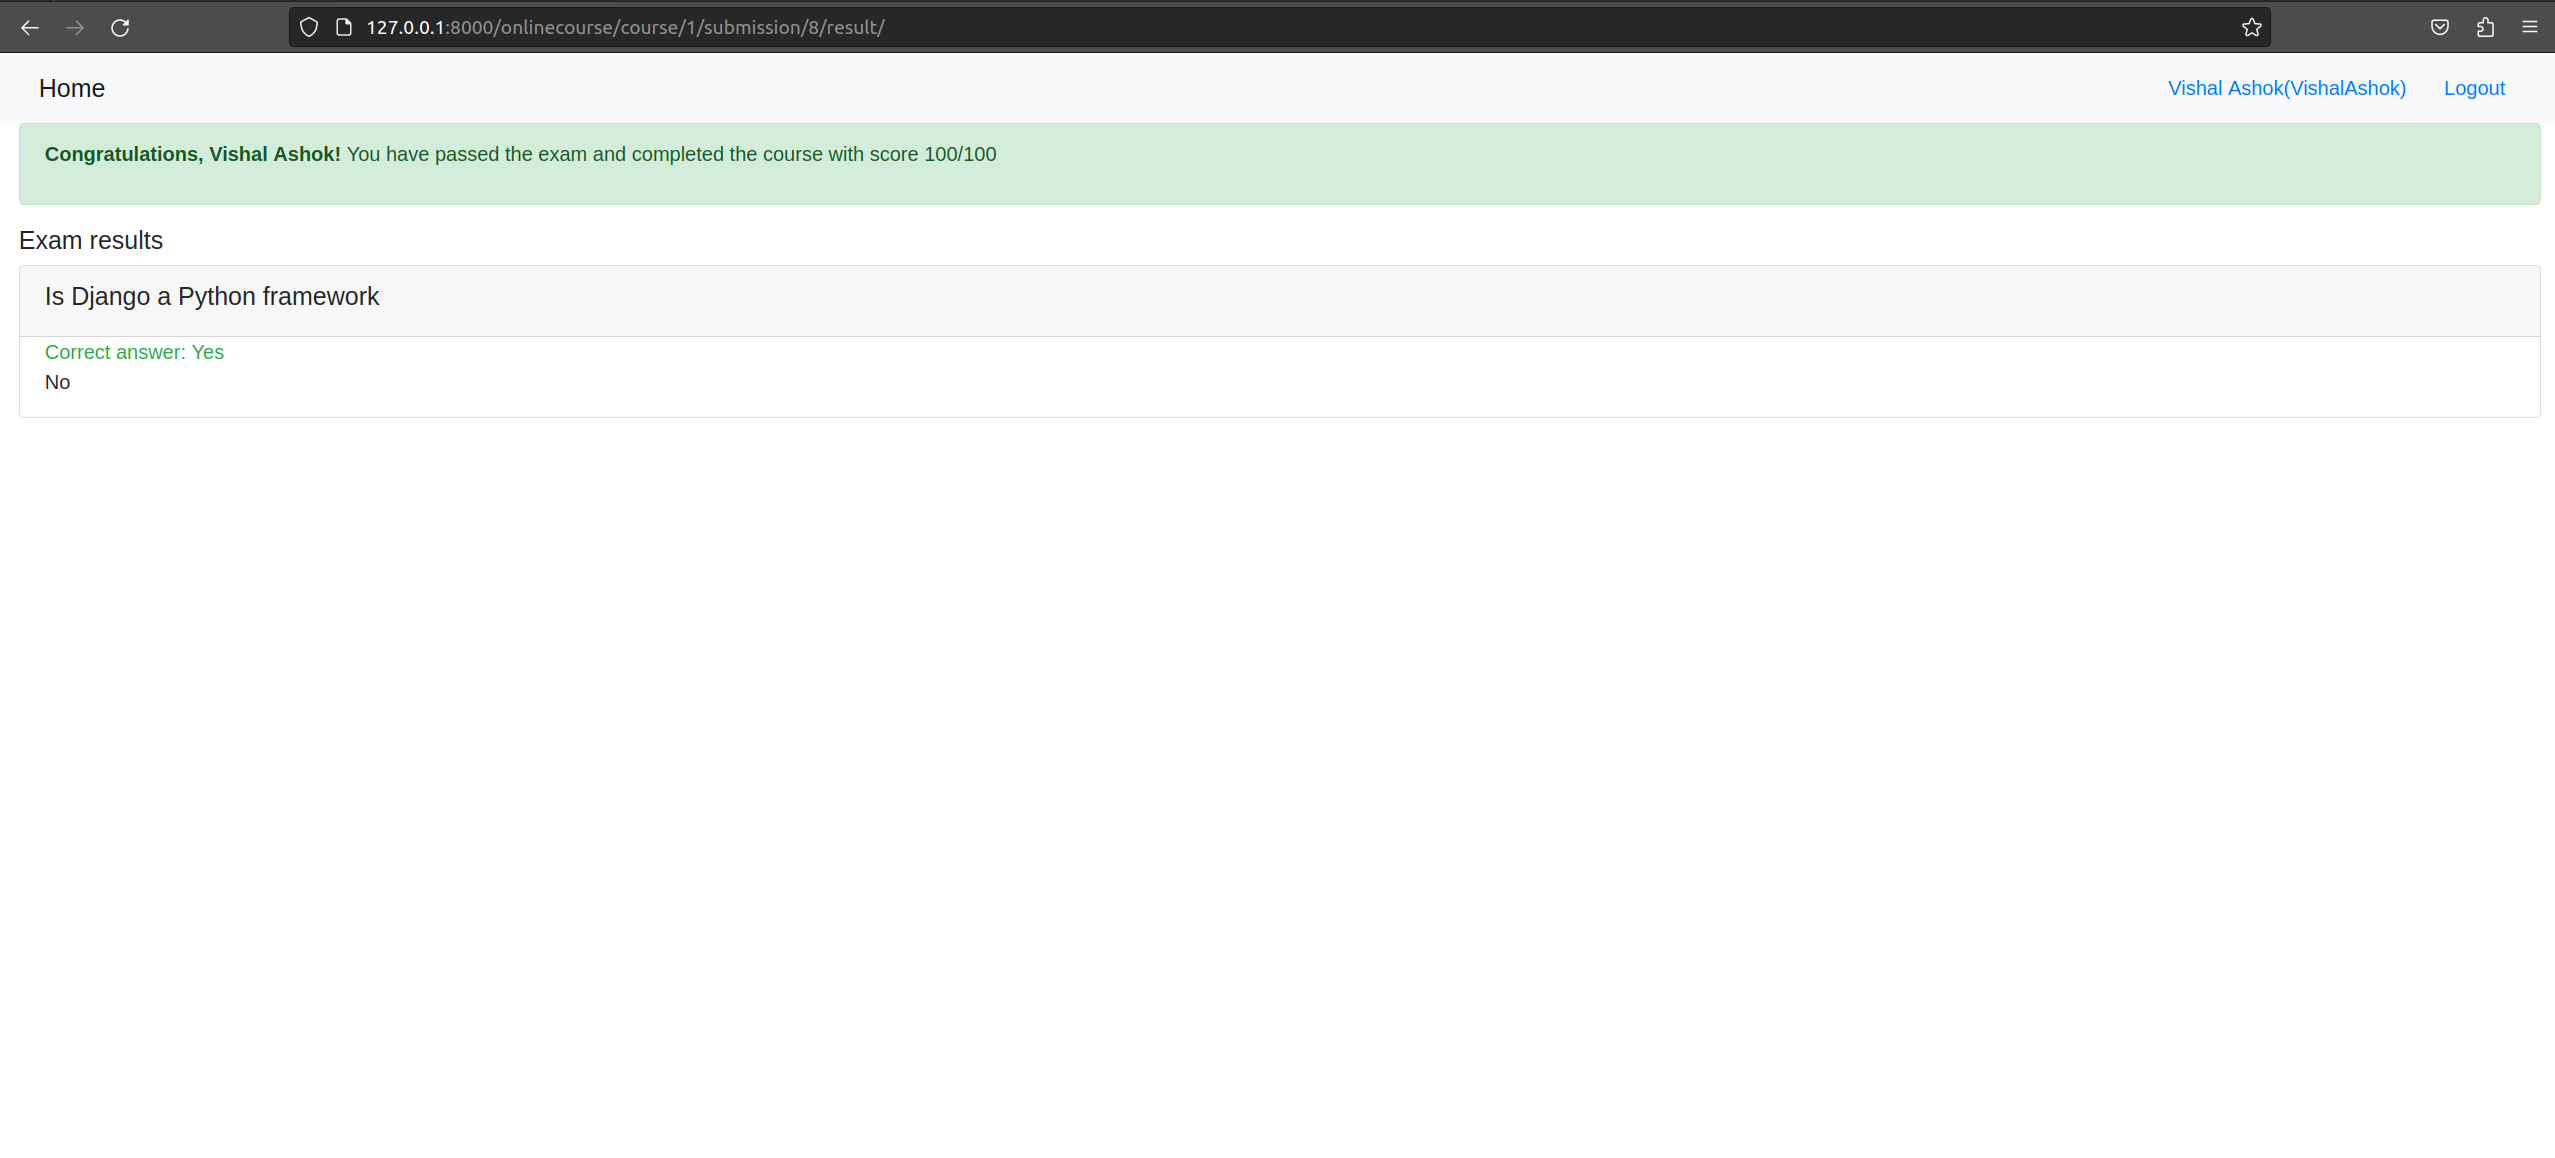 127.0.0.1:8000/onlinecourse/course/1/submission/8/result/
Home Vishal Ashok(VishalAshok) Logout
Congratulations, Vishal Ashok! You have passed the exam and completed the course with score 100/100
Exam results
Is Django a Python framework
Correct answer: Yes
No